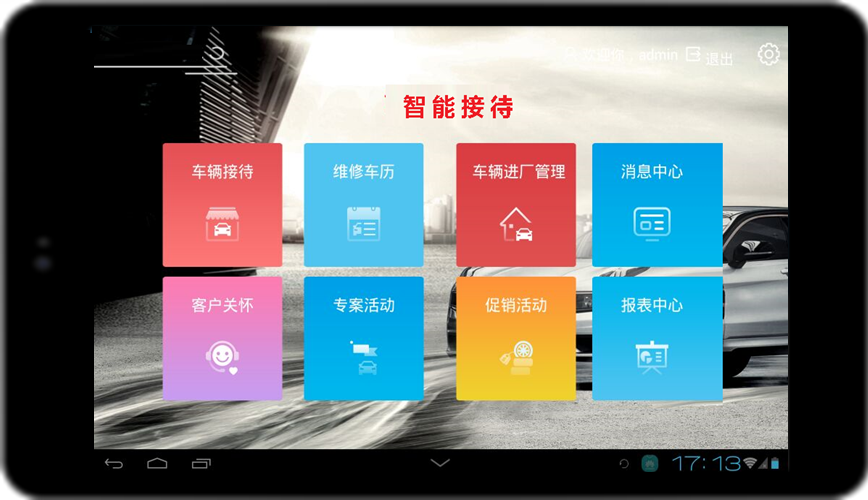 欢迎你，admin 退出
智能接待
车辆接待 维修车历 车辆进厂管理 消息中心
客户关怀 专案活动 促销活动 报表中心
17:13